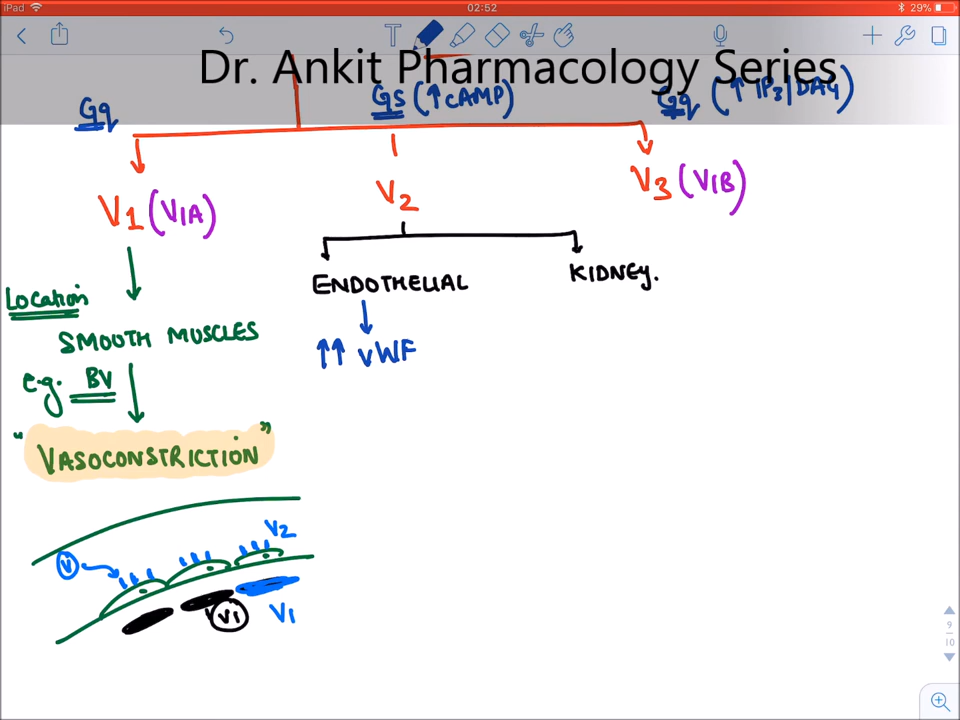 iPad 02:52 29%
T
Dr. Ankit Pharmacology Series
Gq Gs (↑cAMP) Gq (↑IP3/DAG)
V1 (V1A) V2 V3 (V1B)
ENDOTHELIAL KIDNEY.
Location
SMOOTH MUSCLES ↑↑ vWF
e.g. BV
"VASOCONSTRICTION"
V2
V
V1 V1
9
10